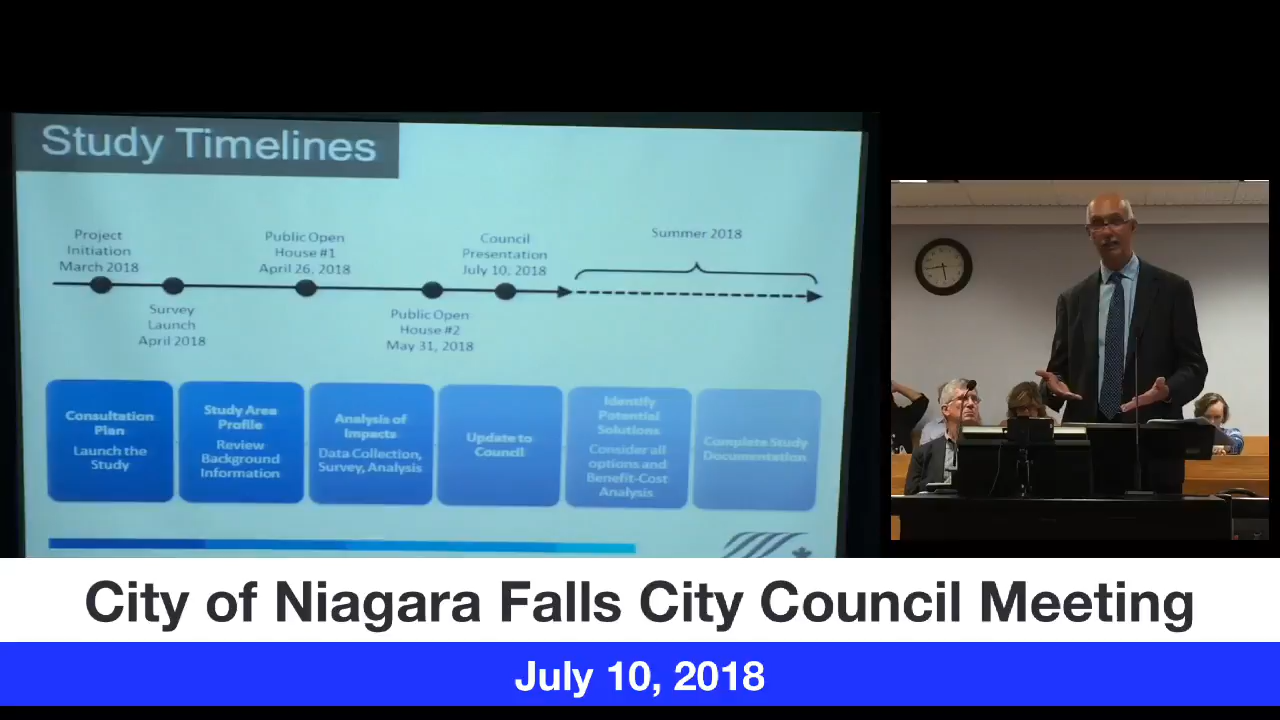 Study Timelines
Project
Initiation
March 2018
Public Open
House #1
April 26, 2018
Council
Presentation
July 10, 2018
Summer 2018
Survey
Launch
April 2018
Public Open
House #2
May 31, 2018
Consultation
Plan
Launch the
Study
Study Area
Profile
Review
Background
Information
Analysis of
Impacts
Data Collection,
Survey, Analysis
Update to
Council
Identify
Potential
Solutions
Consider all
options and
Benefit-Cost
Analysis
Complete Study
Documentation
City of Niagara Falls City Council Meeting
July 10, 2018